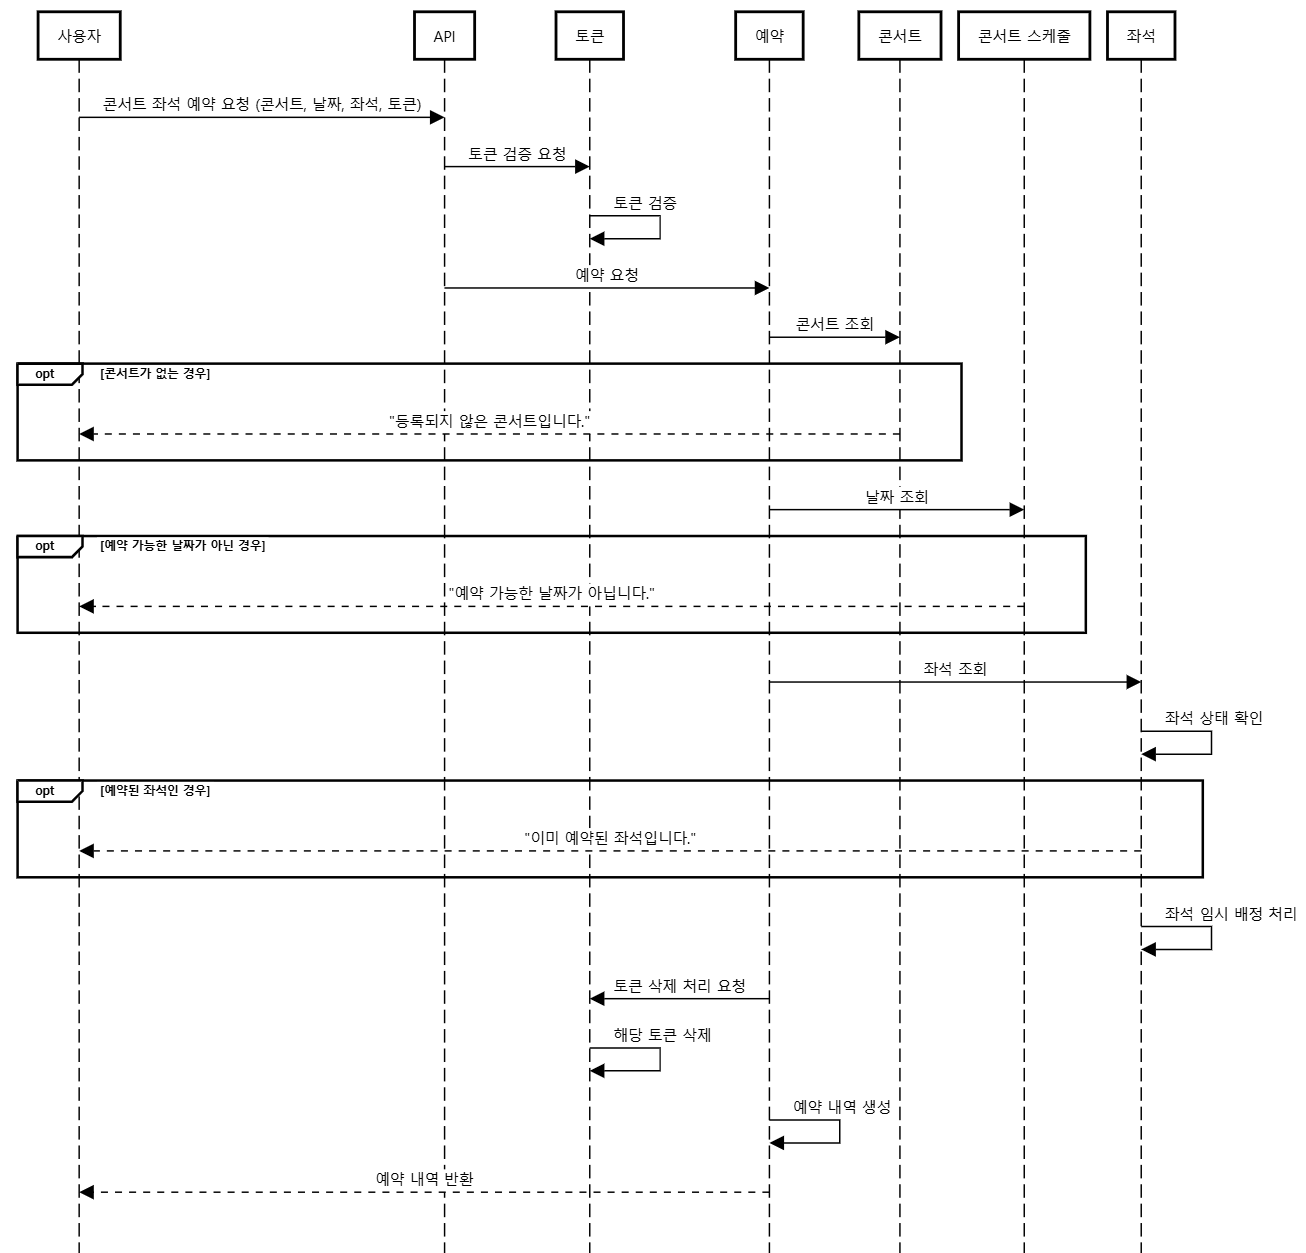 사용자
API
토큰
예약
콘서트
콘서트 스케줄
좌석
콘서트 좌석 예약 요청 (콘서트, 날짜, 좌석, 토큰)
토큰 검증 요청
토큰 검증
예약 요청
콘서트 조회
opt
[콘서트가 없는 경우]
"등록되지 않은 콘서트입니다."
날짜 조회
opt
[예약 가능한 날짜가 아닌 경우]
"예약 가능한 날짜가 아닙니다."
좌석 조회
좌석 상태 확인
opt
[예약된 좌석인 경우]
"이미 예약된 좌석입니다."
좌석 임시 배정 처리
토큰 삭제 처리 요청
해당 토큰 삭제
예약 내역 생성
예약 내역 반환